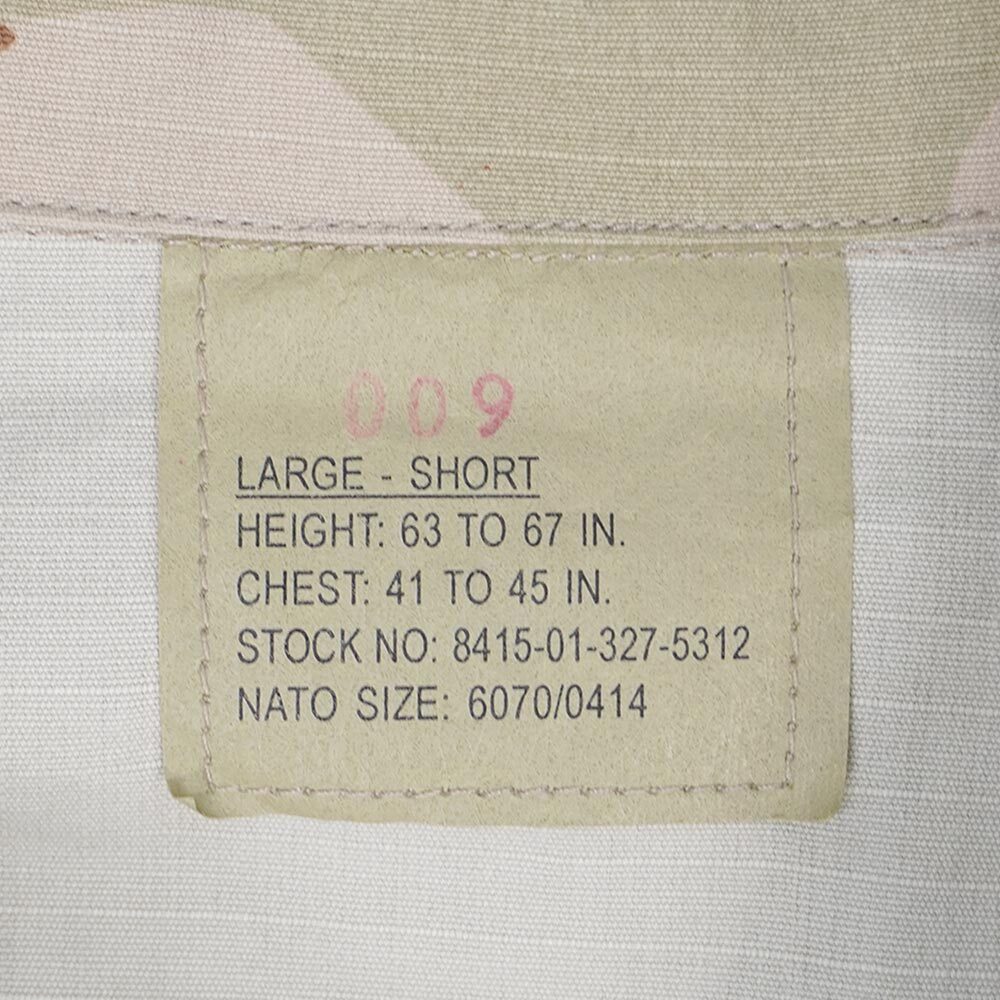 009
LARGE - SHORT
HEIGHT: 63 TO 67 IN.
CHEST: 41 TO 45 IN.
STOCK NO: 8415-01-327-5312
NATO SIZE: 6070/0414